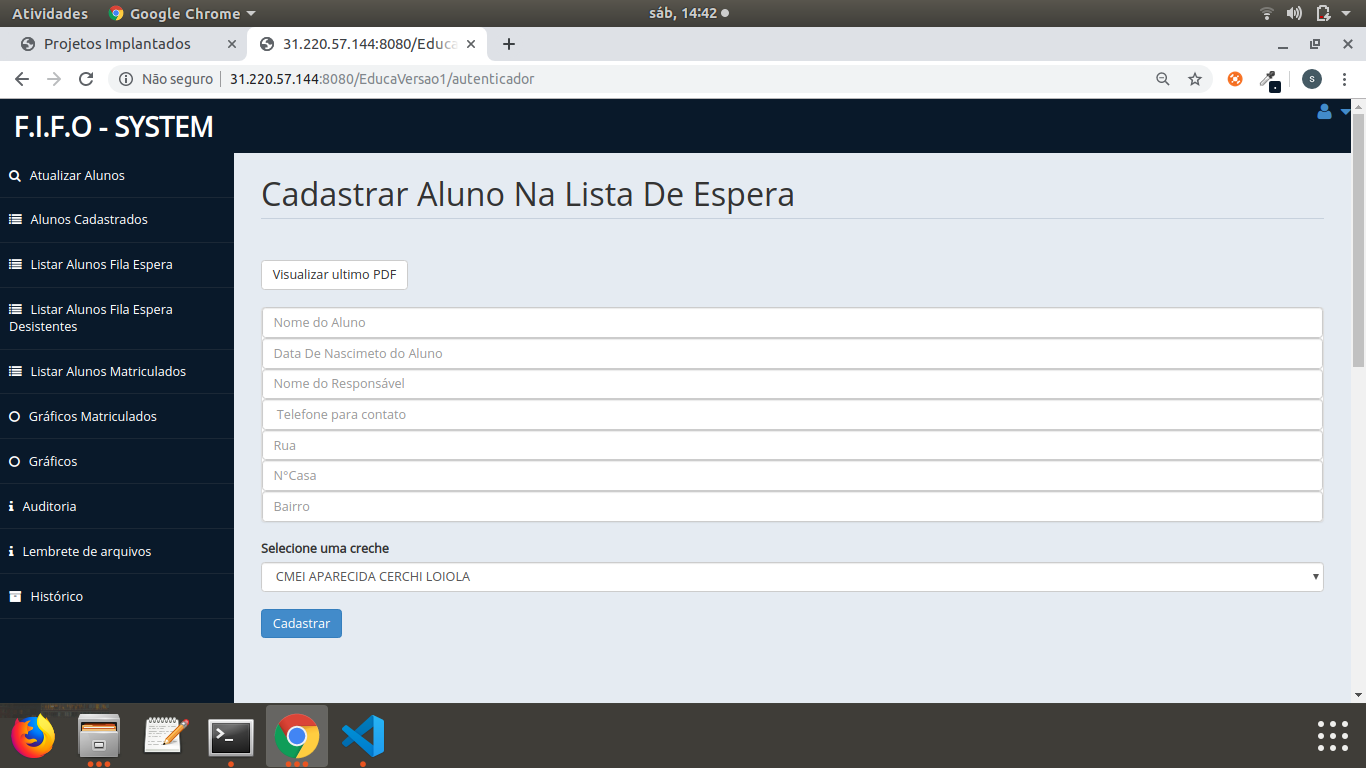 Atividades
Google Chrome
sáb, 14:42
Projetos Implantados
31.220.57.144:8080/Educa
Não seguro
31.220.57.144:8080/EducaVersao1/autenticador
S
F.I.F.O - SYSTEM
Atualizar Alunos
Alunos Cadastrados
Listar Alunos Fila Espera
Listar Alunos Fila Espera
Desistentes
Listar Alunos Matriculados
Gráficos Matriculados
Gráficos
Auditoria
Lembrete de arquivos
Histórico
Cadastrar Aluno Na Lista De Espera
Visualizar ultimo PDF
Nome do Aluno
Data De Nascimeto do Aluno
Nome do Responsável
Telefone para contato
Rua
N°Casa
Bairro
Selecione uma creche
CMEI APARECIDA CERCHI LOIOLA
Cadastrar